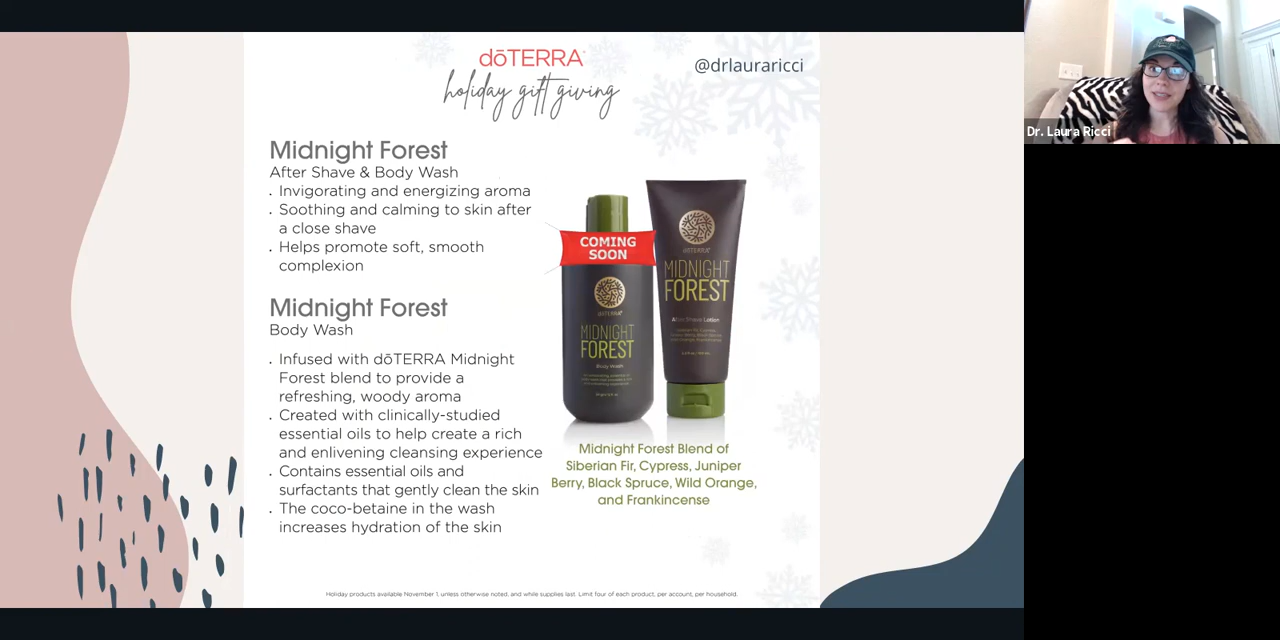 dōTERRA
holiday gift giving
@drlauraricci
Dr. Laura Ricci
Midnight Forest
After Shave & Body Wash
. Invigorating and energizing aroma
. Soothing and calming to skin after
a close shave
. Helps promote soft, smooth
complexion
Midnight Forest
Body Wash
. Infused with dōTERRA Midnight
Forest blend to provide a
refreshing, woody aroma
. Created with clinically-studied
essential oils to help create a rich
and enlivening cleansing experience
. Contains essential oils and
surfactants that gently clean the skin
. The coco-betaine in the wash
increases hydration of the skin
COMING
SOON
dōTERRA
MIDNIGHT
FOREST
Body Wash
dōTERRA
MIDNIGHT
FOREST
After Shave Lotion
Midnight Forest Blend of
Siberian Fir, Cypress, Juniper
Berry, Black Spruce, Wild Orange,
and Frankincense
Holiday products available November 1, unless otherwise noted, and while supplies last. Limit four of each product, per account, per household.